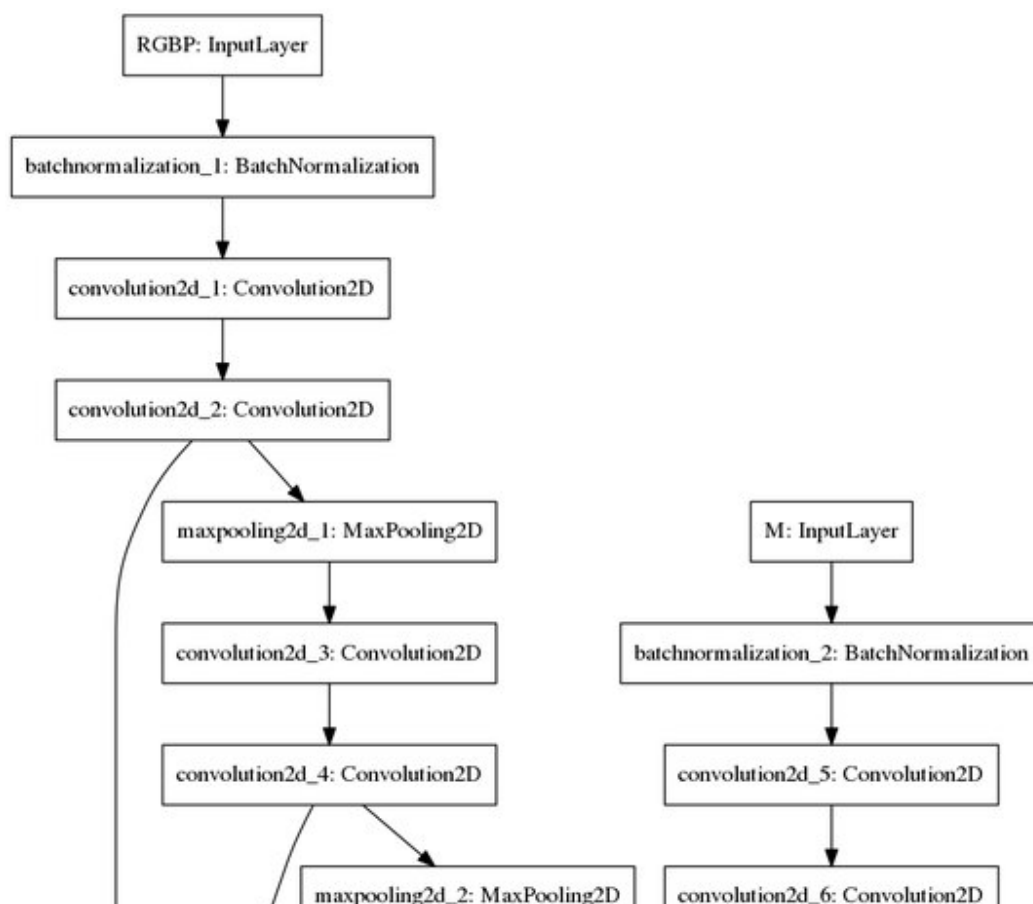 RGBP: InputLayer
batchnormalization_1: BatchNormalization
convolution2d_1: Convolution2D
convolution2d_2: Convolution2D
maxpooling2d_1: MaxPooling2D
M: InputLayer
convolution2d_3: Convolution2D
batchnormalization_2: BatchNormalization
convolution2d_4: Convolution2D
convolution2d_5: Convolution2D
maxpooling2d_2: MaxPooling2D
convolution2d_6: Convolution2D